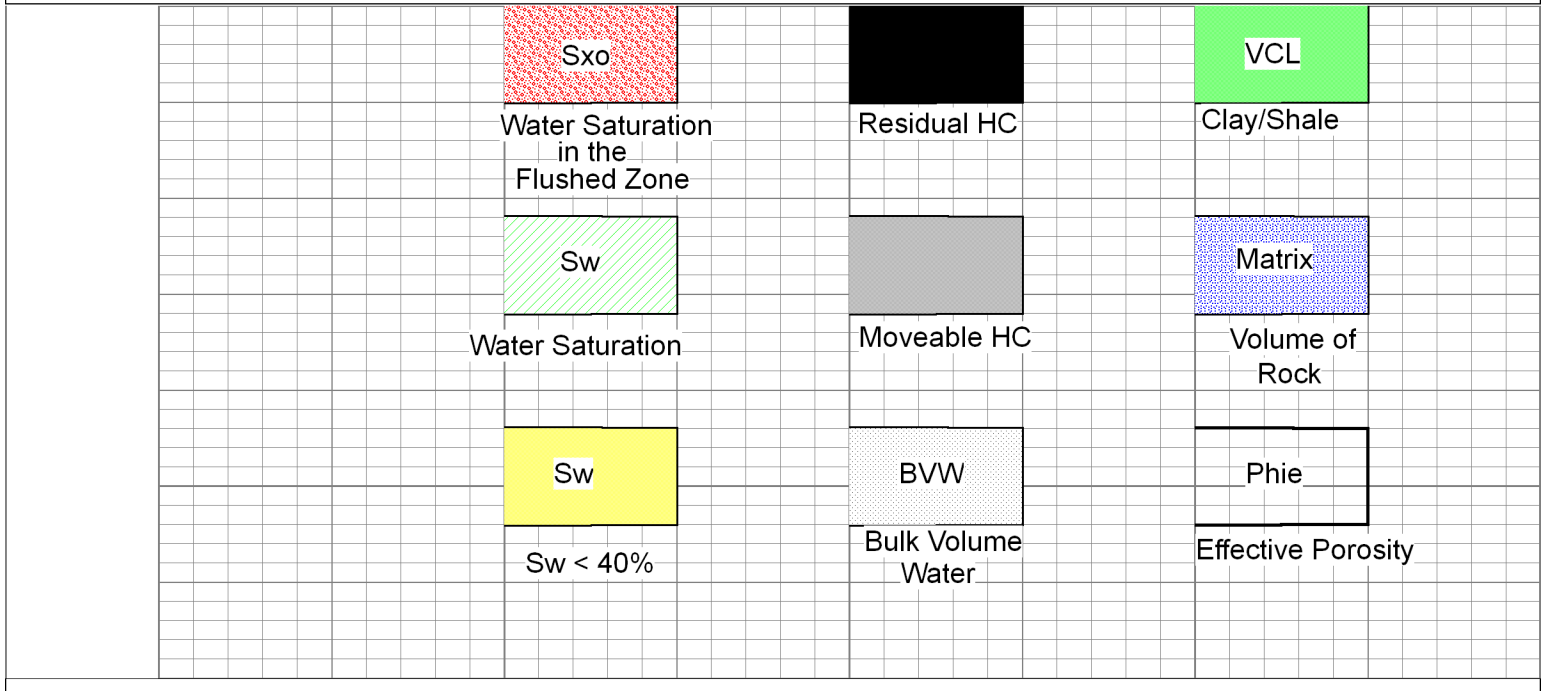 Sxo
Water Saturation
in the
Flushed Zone
Residual HC
VCL
Clay/Shale
Sw
Water Saturation
Moveable HC
Matrix
Volume of
Rock
Sw
Sw < 40%
BVW
Bulk Volume
Water
Phie
Effective Porosity